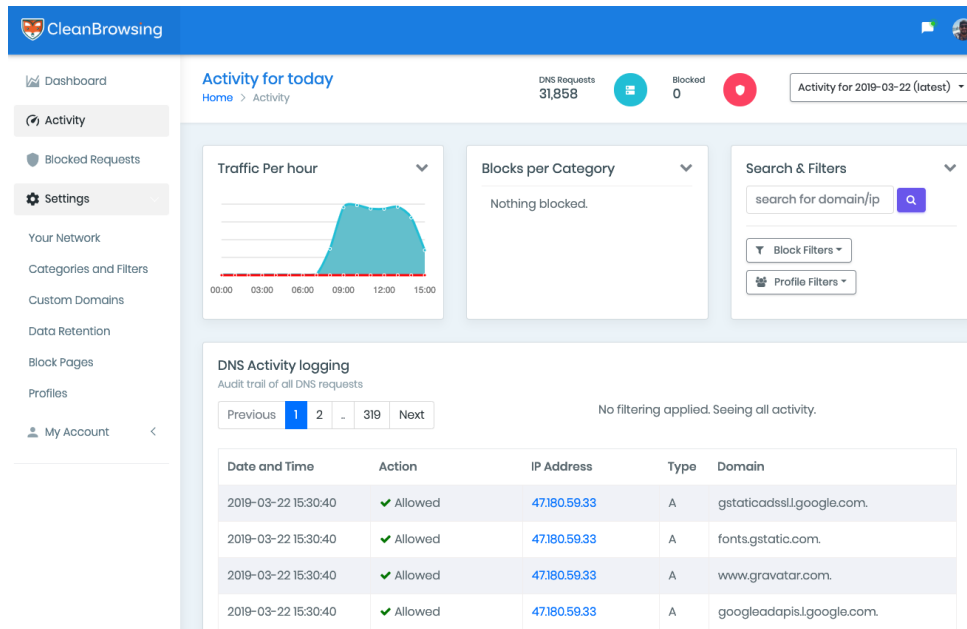 CleanBrowsing
Dashboard
Activity
Blocked Requests
Settings
Your Network
Categories and Filters
Custom Domains
Data Retention
Block Pages
Profiles
My Account
Activity for today
Home > Activity
DNS Requests
31,858
Blocked
0
Activity for 2019-03-22 (latest)
Traffic Per hour
00:00 03:00 06:00 09:00 12:00 15:00
Blocks per Category
Nothing blocked.
Search & Filters
search for domain/ip
Block Filters
Profile Filters
DNS Activity logging
Audit trail of all DNS requests
Previous 1 2 .. 319 Next
No filtering applied. Seeing all activity.
Date and Time Action IP Address Type Domain
2019-03-22 15:30:40 Allowed 47.180.59.33 A gstaticadssl.l.google.com.
2019-03-22 15:30:40 Allowed 47.180.59.33 A fonts.gstatic.com.
2019-03-22 15:30:40 Allowed 47.180.59.33 A www.gravatar.com.
2019-03-22 15:30:40 Allowed 47.180.59.33 A googleadapis.l.google.com.